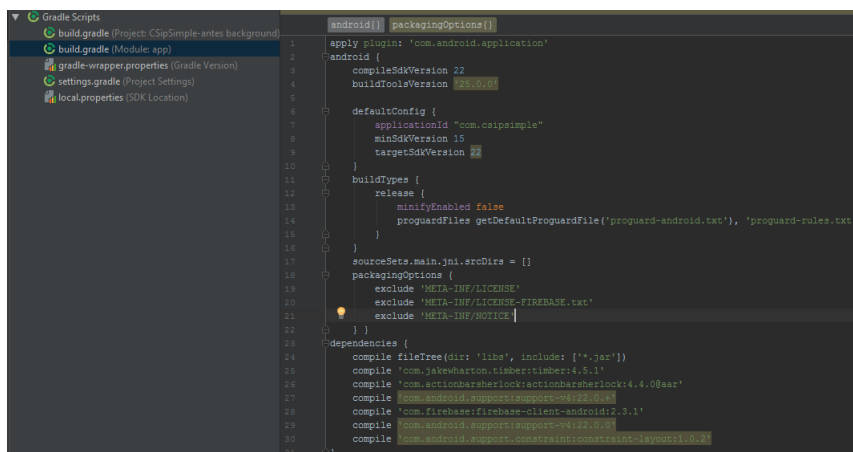 Gradle Scripts
build.gradle (Project: CSipSimple-antes background)
build.gradle (Module: app)
gradle-wrapper.properties (Gradle Version)
settings.gradle (Project Settings)
local.properties (SDK Location)
android{} packagingOptions{}
1 apply plugin: 'com.android.application'
2 android {
3 compileSdkVersion 22
4 buildToolsVersion '25.0.0'
5
6 defaultConfig {
7 applicationId "com.csipsimple"
8 minSdkVersion 15
9 targetSdkVersion 22
10 }
11 buildTypes {
12 release {
13 minifyEnabled false
14 proguardFiles getDefaultProguardFile('proguard-android.txt'), 'proguard-rules.txt
15 }
16 }
17 sourceSets.main.jni.srcDirs = []
18 packagingOptions {
19 exclude 'META-INF/LICENSE'
20 exclude 'META-INF/LICENSE-FIREBASE.txt'
21 exclude 'META-INF/NOTICE'
22 } }
23 dependencies {
24 compile fileTree(dir: 'libs', include: ['*.jar'])
25 compile 'com.jakewharton.timber:timber:4.5.1'
26 compile 'com.actionbarsherlock:actionbarsherlock:4.4.0@aar'
27 compile 'com.android.support:support-v4:22.0.+'
28 compile 'com.firebase:firebase-client-android:2.3.1'
29 compile 'com.android.support:support-v4:22.0.0'
30 compile 'com.android.support.constraint:constraint-layout:1.0.2'